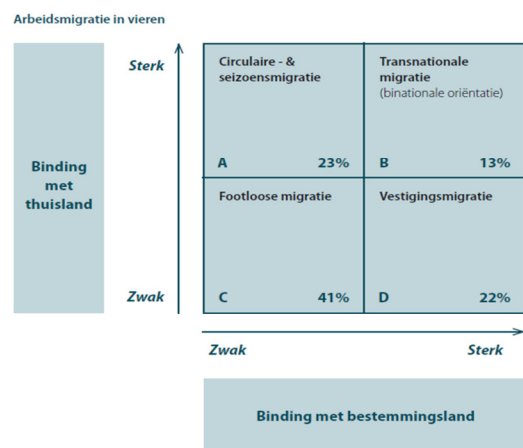 Arbeidsmigratie in vieren
Binding
met
thuisland
Sterk
Zwak
Circulaire - &
seizoensmigratie
A 23%
Transnationale
migratie
(binationale oriëntatie)
B 13%
Footloose migratie
C 41%
Vestigingsmigratie
D 22%
Zwak Sterk
Binding met bestemmingsland